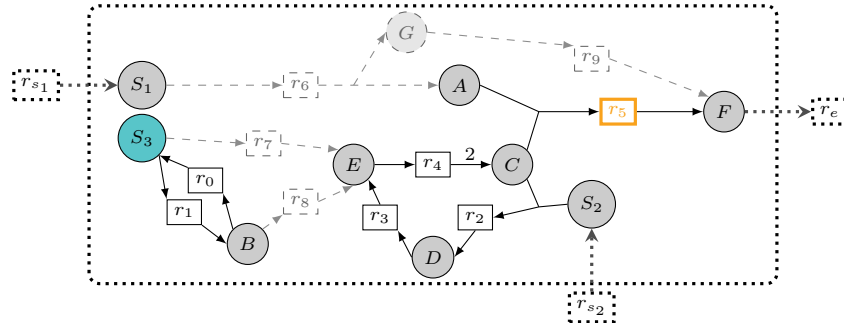 G
r₉
r_{s₁}
S₁
r₆
A
r₅
F
r_e
S₃
r₇
r₀
r₁
E
r₄
2
C
r₈
B
r₃
r₂
S₂
D
r_{s₂}